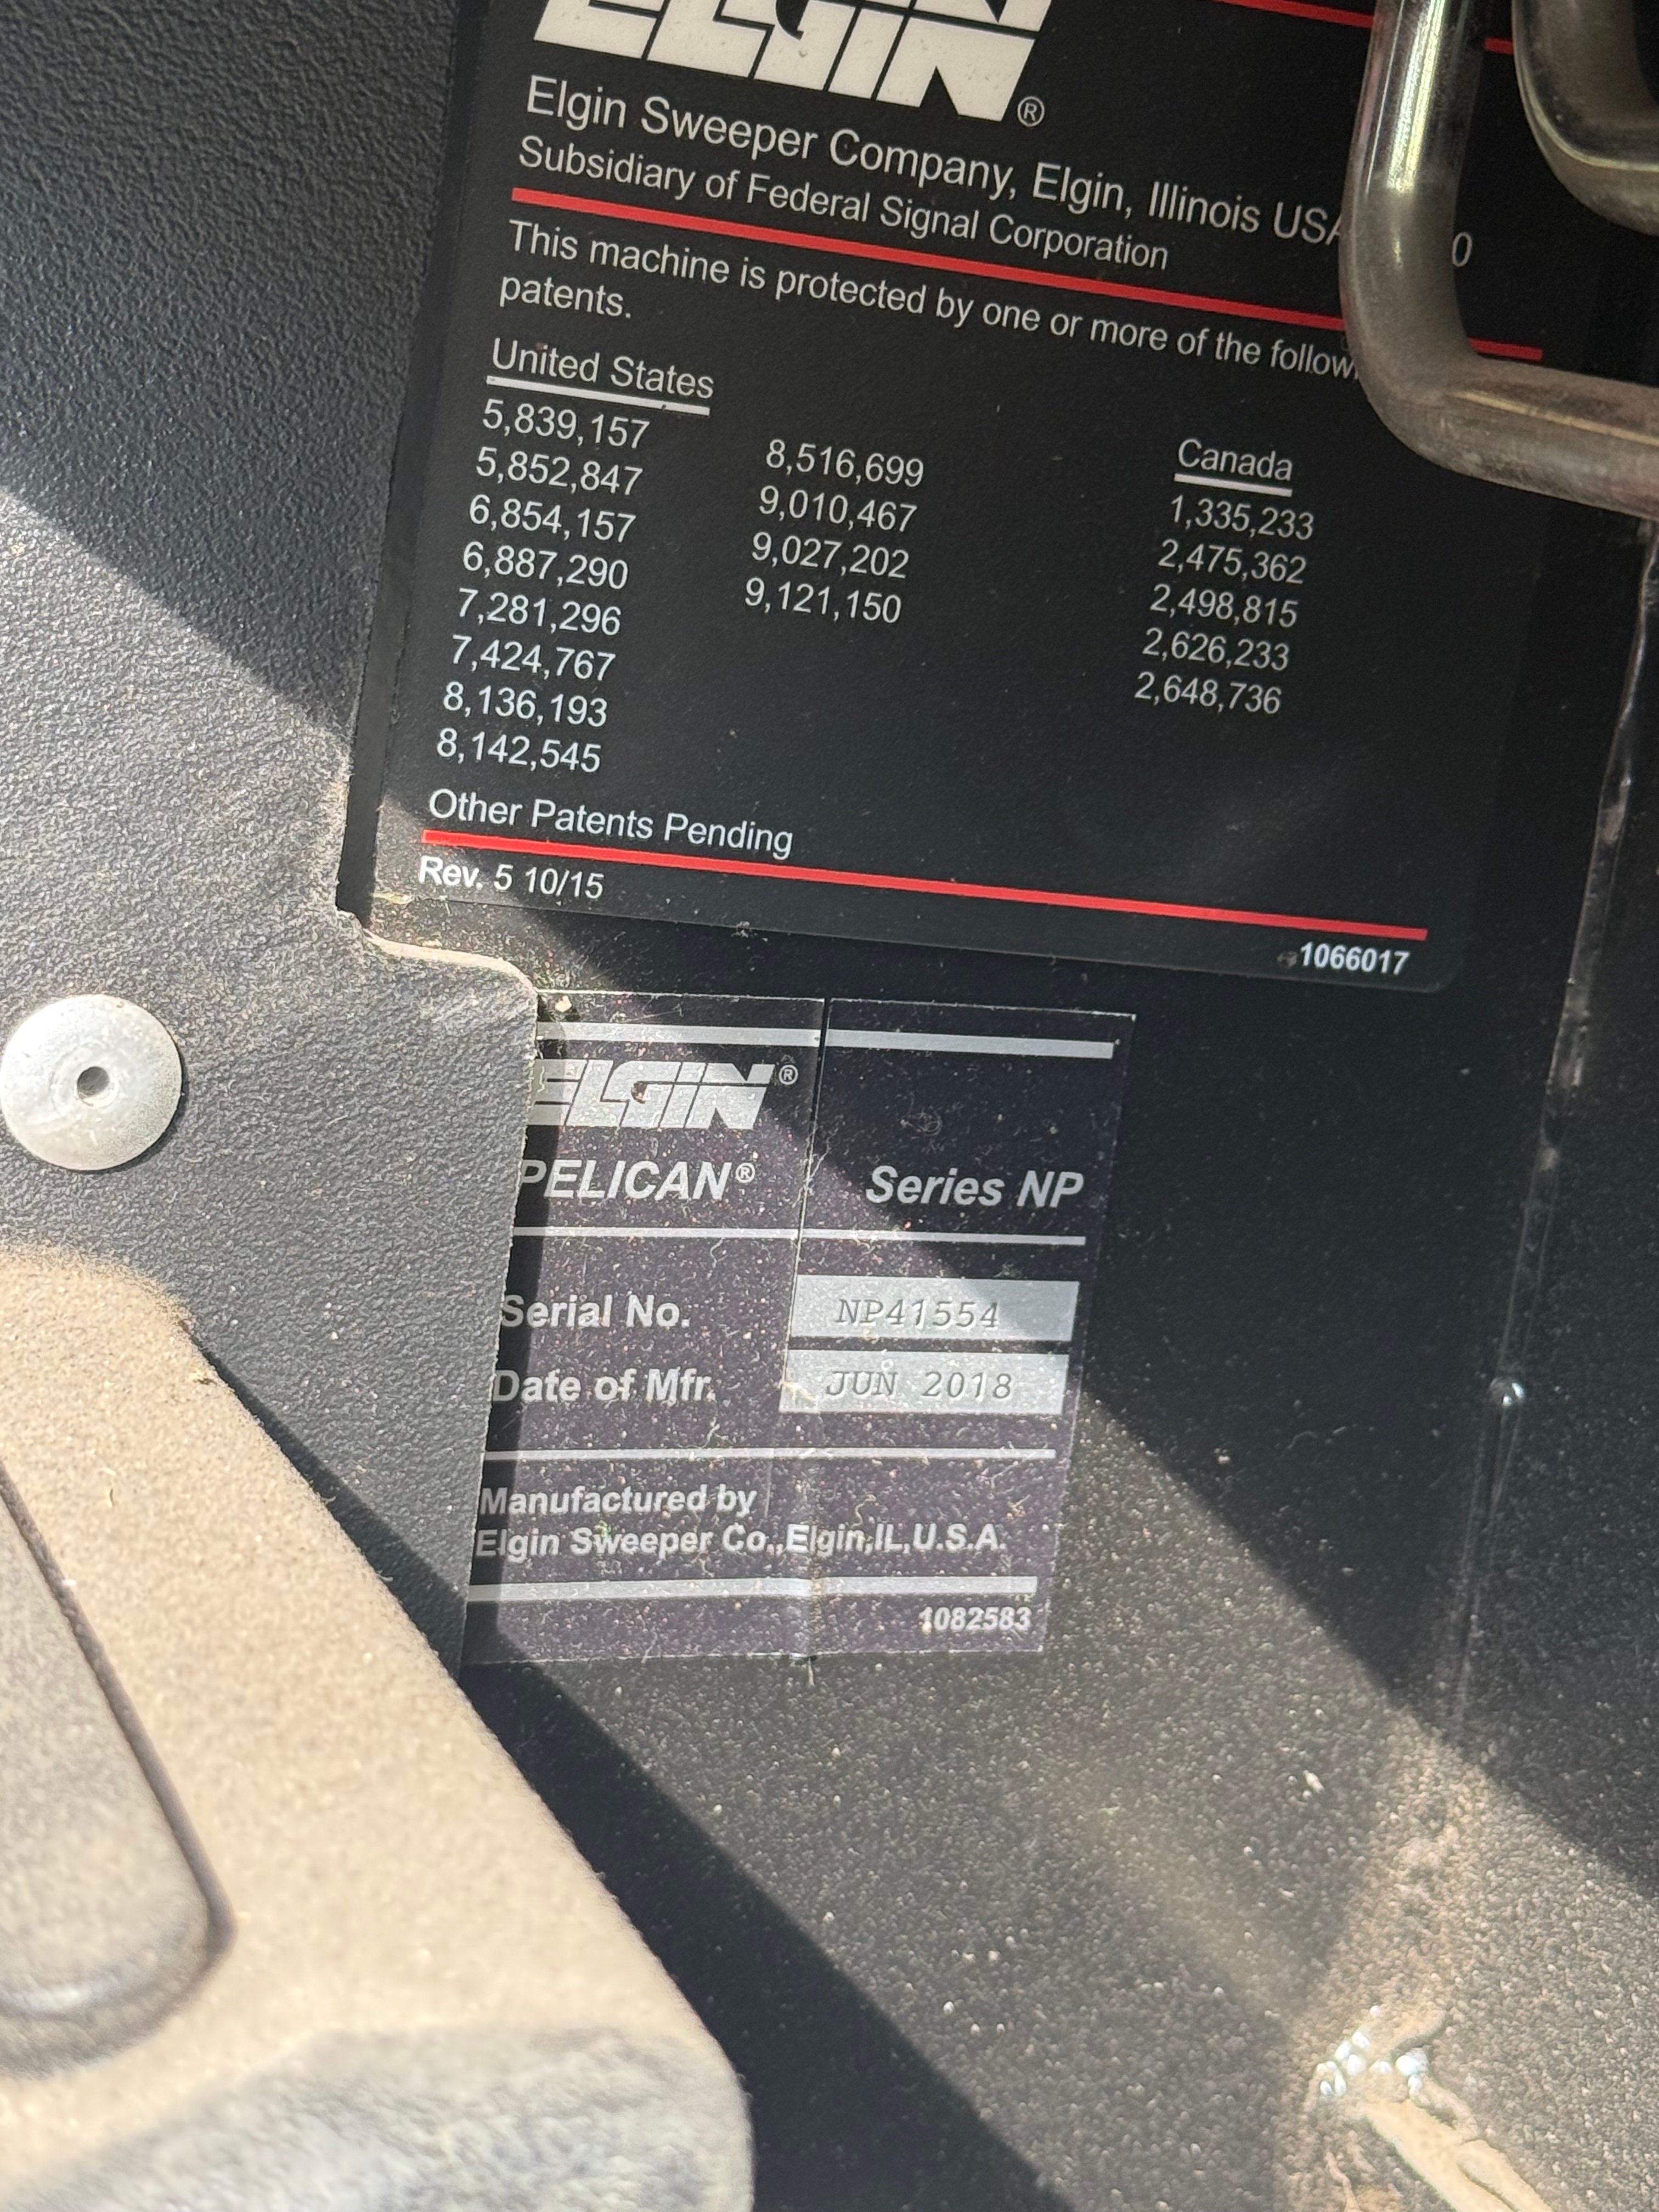 ELGIN®
Elgin Sweeper Company, Elgin, Illinois USA
Subsidiary of Federal Signal Corporation
This machine is protected by one or more of the
patents.
United States
5,839,157
5,852,847
6,854,157
6,887,290
7,281,296
7,424,767
8,136,193
8,142,545
8,516,699
9,010,467
9,027,202
9,121,150
Canada
1,335,233
2,475,362
2,498,815
2,626,233
2,648,736
Other Patents Pending
Rev. 5 10/15
1066017
ELGIN®
PELICAN® Series NP
Serial No. NP41554
Date of Mfr. JUN 2018
Manufactured by
Elgin Sweeper Co.,Elgin,IL,U.S.A.
1082583